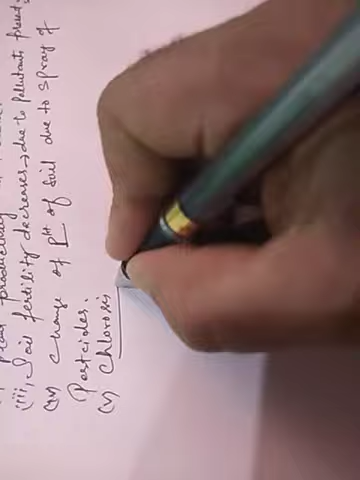 plant productivity
(iii) Soil fertility decreases → due to Pollutants Present
(iv) change of PH of Soil due to spray of
Pesticides.
(v) Chlorosis